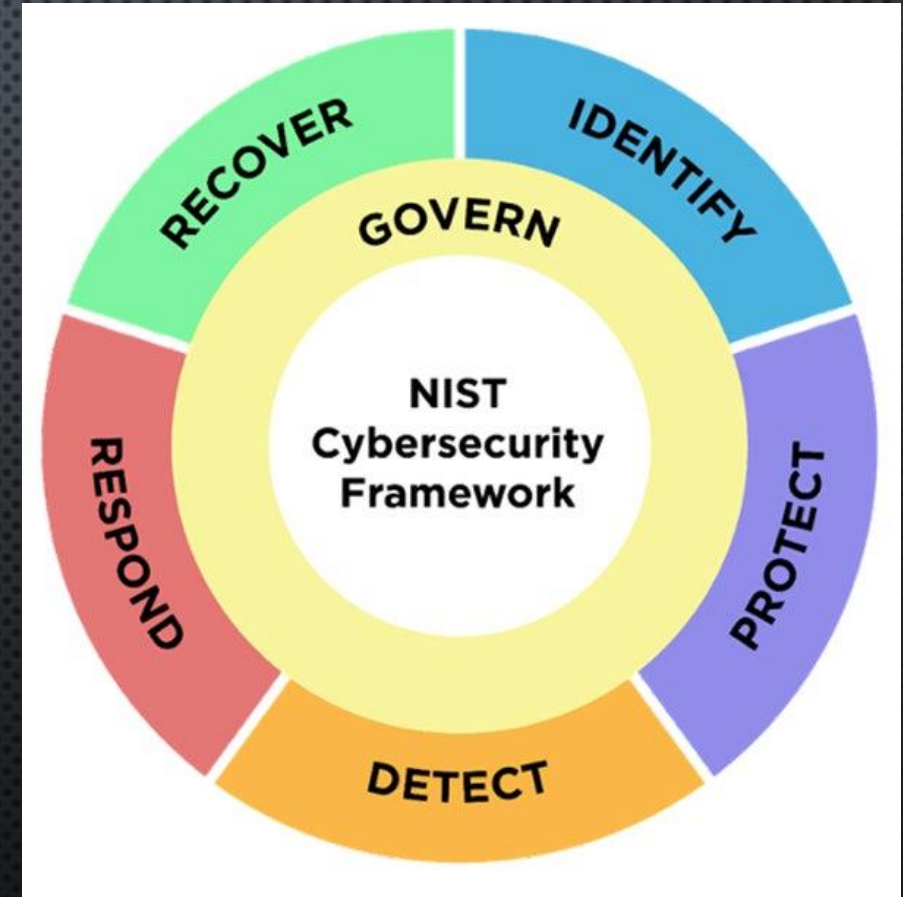 RECOVER
IDENTIFY
GOVERN
NIST
Cybersecurity
Framework
RESPOND
PROTECT
DETECT